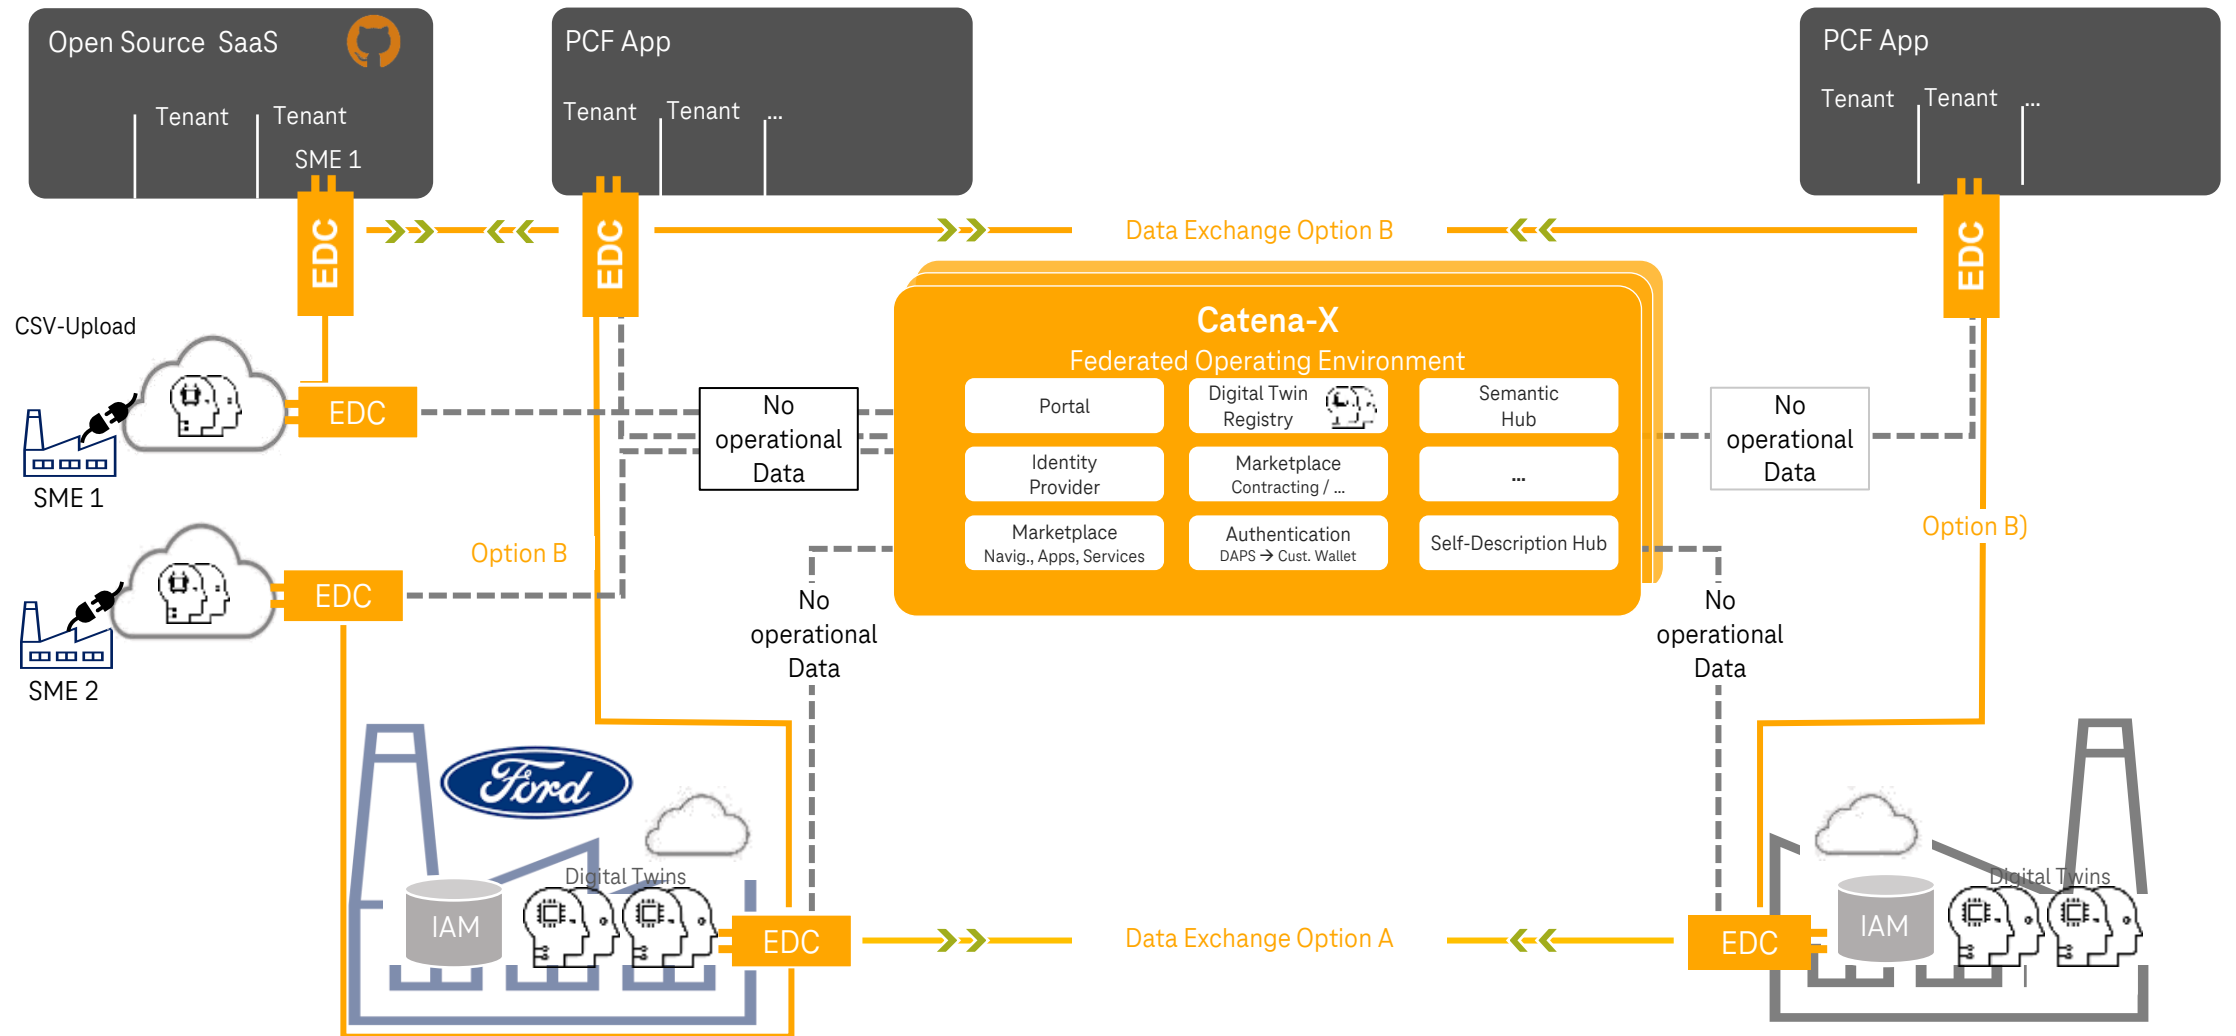 Open Source SaaS
Tenant
Tenant
SME 1
PCF App
Tenant
Tenant
...
PCF App
Tenant
Tenant
...
EDC
EDC
Data Exchange Option B
EDC
CSV-Upload
EDC
SME 1
No
operational
Data
Catena-X
Federated Operating Environment
Portal
Digital Twin
Registry
Semantic
Hub
Identity
Provider
Marketplace
Contracting / ...
...
Marketplace
Navig., Apps, Services
Authentication
DAPS → Cust. Wallet
Self-Description Hub
No
operational
Data
Option B
Option B)
EDC
SME 2
No
operational
Data
No
operational
Data
Ford
Digital Twins
IAM
EDC
Data Exchange Option A
EDC
Digital Twins
IAM